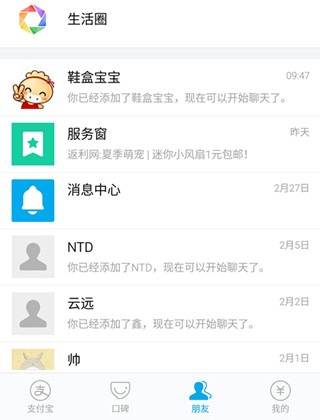 生活圈
鞋盒宝宝 09:47
你已经添加了鞋盒宝宝，现在可以开始聊天了。
服务窗 昨天
返利网:夏季萌宠 | 迷你小风扇1元包邮！
消息中心 2月27日
NTD 2月5日
你已经添加了NTD，现在可以开始聊天了。
云远 2月2日
你已经添加了鑫，现在可以开始聊天了。
帅 2月1日
支付宝 口碑 朋友 我的